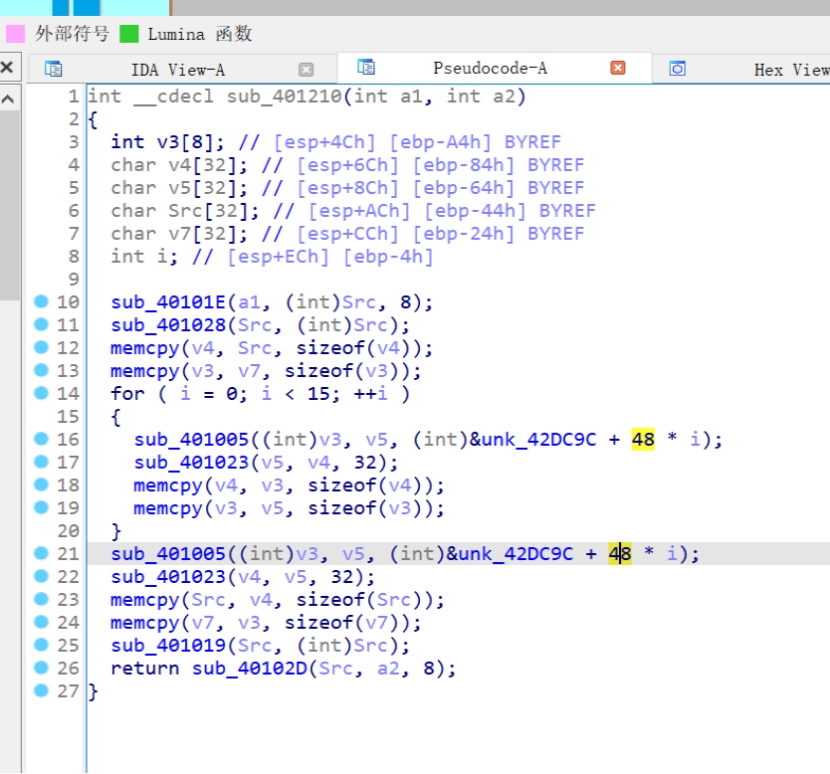 外部符号 Lumina 函数
IDA View-A Pseudocode-A Hex View
1 int __cdecl sub_401210(int a1, int a2)
2 {
3 int v3[8]; // [esp+4Ch] [ebp-A4h] BYREF
4 char v4[32]; // [esp+6Ch] [ebp-84h] BYREF
5 char v5[32]; // [esp+8Ch] [ebp-64h] BYREF
6 char Src[32]; // [esp+ACh] [ebp-44h] BYREF
7 char v7[32]; // [esp+CCh] [ebp-24h] BYREF
8 int i; // [esp+ECh] [ebp-4h]
9
10 sub_40101E(a1, (int)Src, 8);
11 sub_401028(Src, (int)Src);
12 memcpy(v4, Src, sizeof(v4));
13 memcpy(v3, v7, sizeof(v3));
14 for ( i = 0; i < 15; ++i )
15 {
16 sub_401005((int)v3, v5, (int)&unk_42DC9C + 48 * i);
17 sub_401023(v5, v4, 32);
18 memcpy(v4, v3, sizeof(v4));
19 memcpy(v3, v5, sizeof(v3));
20 }
21 sub_401005((int)v3, v5, (int)&unk_42DC9C + 48 * i);
22 sub_401023(v4, v5, 32);
23 memcpy(Src, v4, sizeof(Src));
24 memcpy(v7, v3, sizeof(v7));
25 sub_401019(Src, (int)Src);
26 return sub_40102D(Src, a2, 8);
27 }